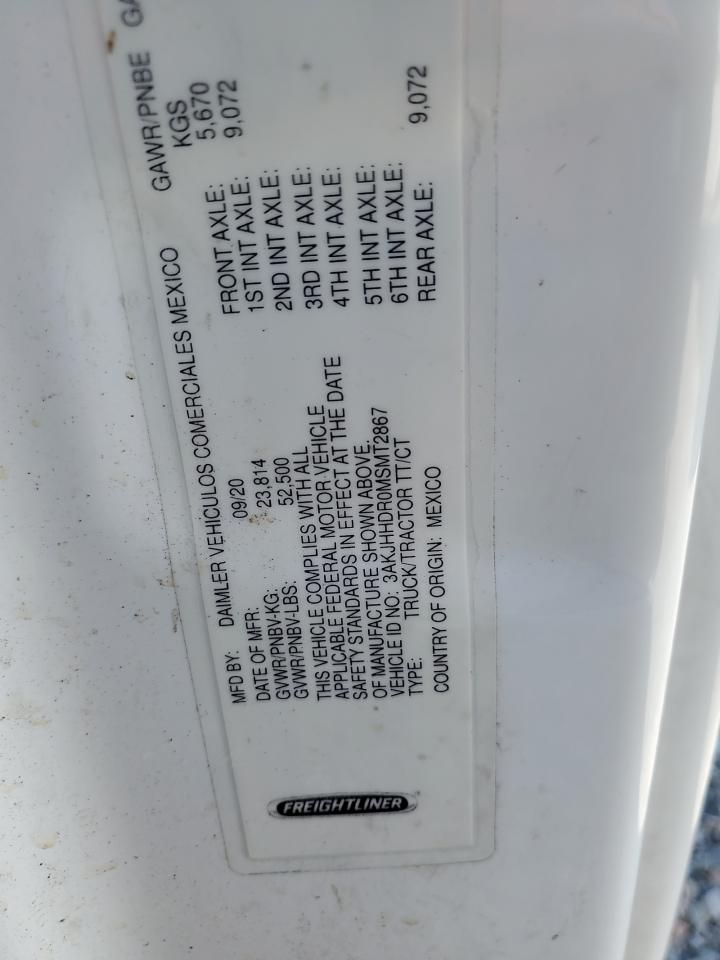 FREIGHTLINER
MFD BY: DAIMLER VEHICULOS COMERCIALES MEXICO
DATE OF MFR: 09/20
GVWR/PNBV-KG: 23,814
GVWR/PNBV-LBS: 52,500
THIS VEHICLE COMPLIES WITH ALL
APPLICABLE FEDERAL MOTOR VEHICLE
SAFETY STANDARDS IN EFFECT AT THE DATE
OF MANUFACTURE SHOWN ABOVE.
VEHICLE ID NO: 3AKJHHDR0MSMT2867
TYPE: TRUCK/TRACTOR TT/CT
COUNTRY OF ORIGIN: MEXICO
GAWR/PNBE GA
KGS
FRONT AXLE: 5,670
1ST INT AXLE: 9,072
2ND INT AXLE:
3RD INT AXLE:
4TH INT AXLE:
5TH INT AXLE:
6TH INT AXLE:
REAR AXLE: 9,072